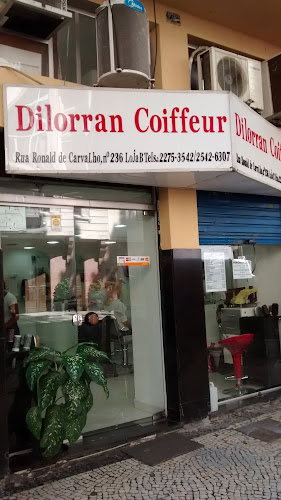 Dilorran Coiffeur
Rua Ronald de Carvalho, nº 236 Loja B Tels.: 2275-3542/2542-6307
Dilorran Coif